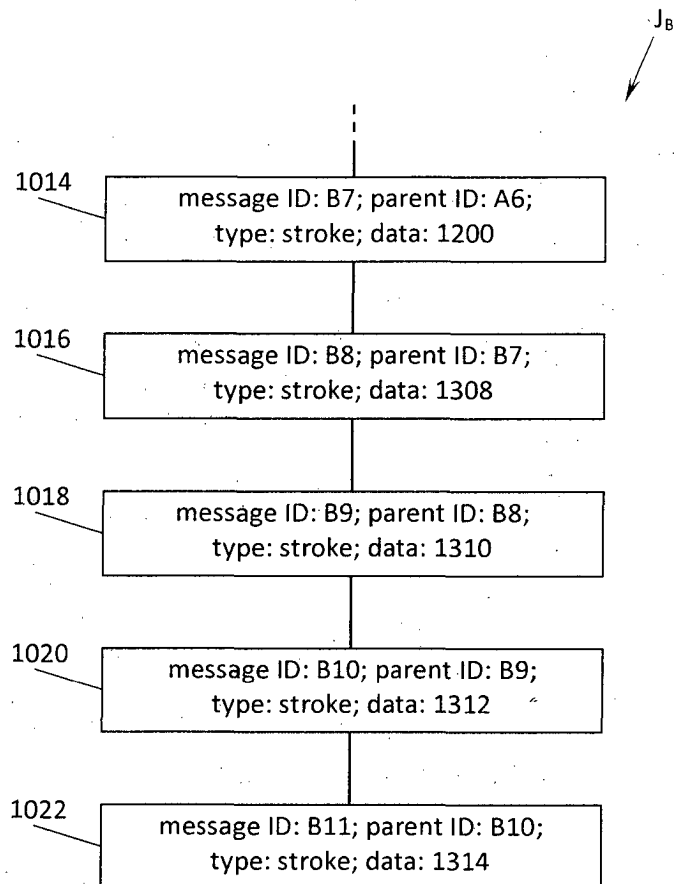 J_B
1014
message ID: B7; parent ID: A6;
type: stroke; data: 1200
1016
message ID: B8; parent ID: B7;
type: stroke; data: 1308
1018
message ID: B9; parent ID: B8;
type: stroke; data: 1310
1020
message ID: B10; parent ID: B9;
type: stroke; data: 1312
1022
message ID: B11; parent ID: B10;
type: stroke; data: 1314